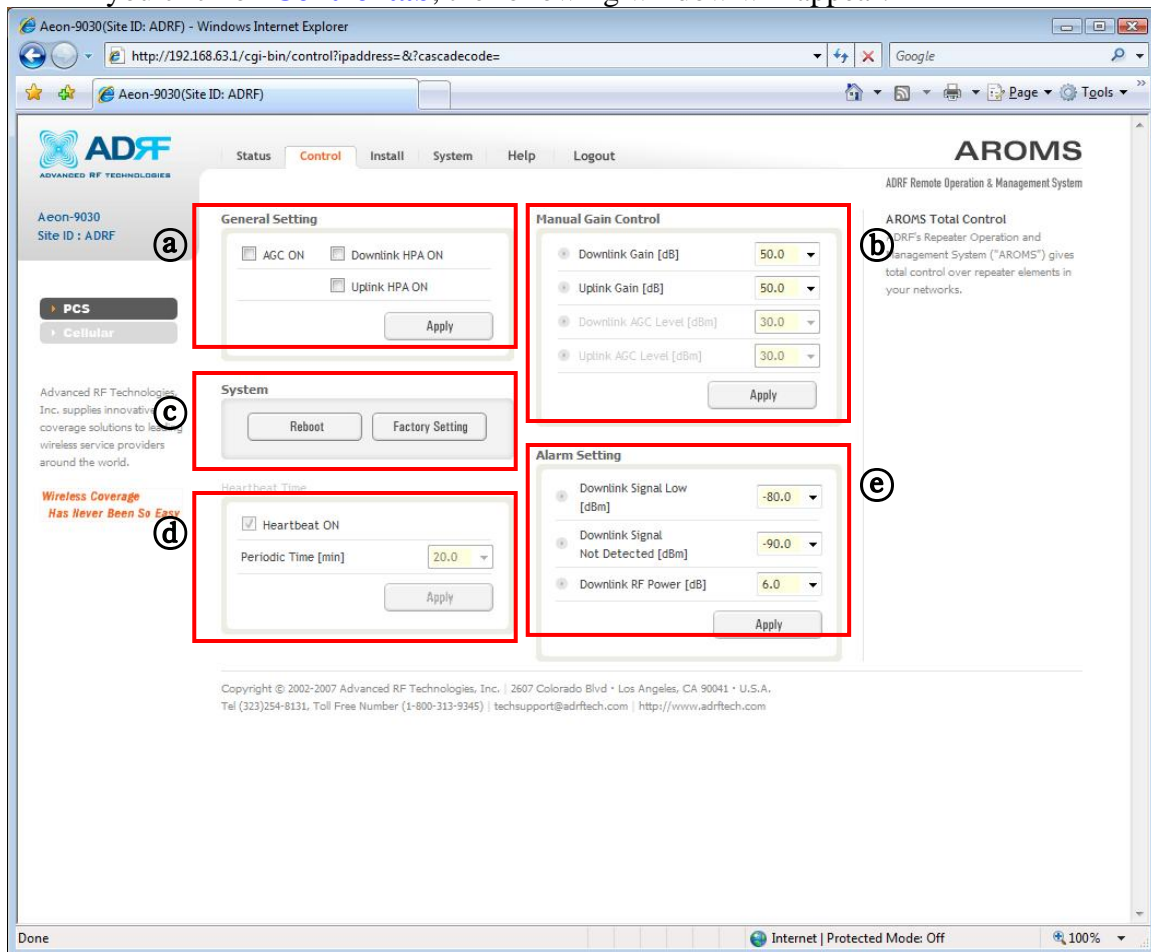 Control tab, the following window will appear.
Aeon-9030(Site ID: ADRF) - Windows Internet Explorer
http://192.168.63.1/cgi-bin/control?ipaddress=&?cascadecode=
Google
Aeon-9030(Site ID: ADRF)
Page Tools
ADRF
ADVANCED RF TECHNOLOGIES
Status Control Install System Help Logout
AROMS
ADRF Remote Operation & Management System
Aeon-9030
Site ID : ADRF
PCS
Cellular
Advanced RF Technologies,
Inc. supplies innovative
coverage solutions to leading
wireless service providers
around the world.
Wireless Coverage
Has Never Been So Easy
ⓐ
General Setting
AGC ON Downlink HPA ON
Uplink HPA ON
Apply
ⓒ
System
Reboot Factory Setting
ⓓ
Heartbeat Time
Heartbeat ON
Periodic Time [min] 20.0
Apply
ⓑ
Manual Gain Control
Downlink Gain [dB] 50.0
Uplink Gain [dB] 50.0
Downlink AGC Level [dBm] 30.0
Uplink AGC Level [dBm] 30.0
Apply
ⓔ
Alarm Setting
Downlink Signal Low
[dBm] -80.0
Downlink Signal
Not Detected [dBm] -90.0
Downlink RF Power [dB] 6.0
Apply
AROMS Total Control
ADRF's Repeater Operation and
Management System ("AROMS") gives
total control over repeater elements in
your networks.
Copyright © 2002-2007 Advanced RF Technologies, Inc. | 2607 Colorado Blvd • Los Angeles, CA 90041 • U.S.A.
Tel (323)254-8131, Toll Free Number (1-800-313-9345) | techsupport@adrftech.com | http://www.adrftech.com
Done
Internet | Protected Mode: Off
100%